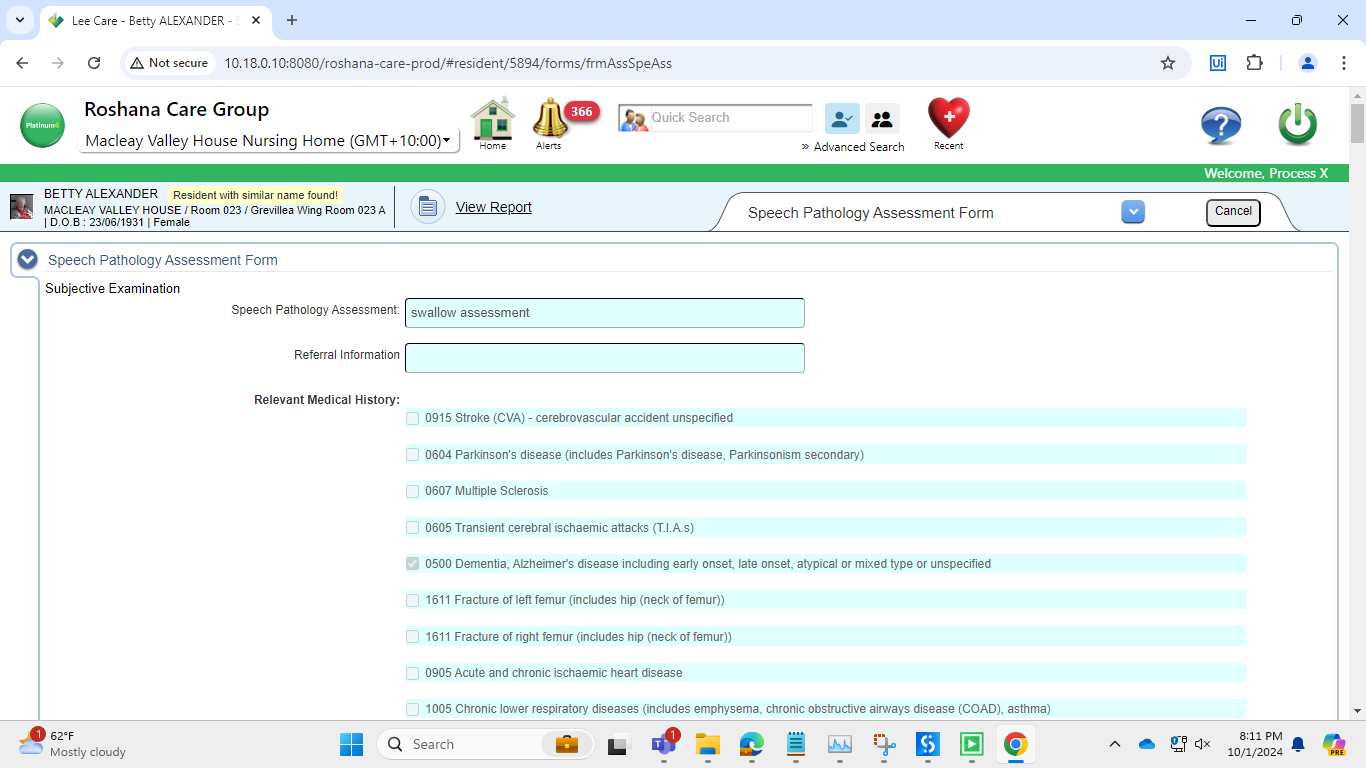 Lee Care - Betty ALEXANDER - S
Not secure
10.18.0.10:8080/roshana-care-prod/#resident/5894/forms/frmAssSpeAss
Ui
Platinum6
Roshana Care Group
Macleay Valley House Nursing Home (GMT+10:00)
Home
366
Alerts
Quick Search
» Advanced Search
Recent
Welcome, Process X
BETTY ALEXANDER Resident with similar name found!
MACLEAY VALLEY HOUSE / Room 023 / Grevillea Wing Room 023 A
| D.O.B : 23/06/1931 | Female
View Report
Speech Pathology Assessment Form
Cancel
Speech Pathology Assessment Form
Subjective Examination
Speech Pathology Assessment: swallow assessment
Referral Information
Relevant Medical History:
0915 Stroke (CVA) - cerebrovascular accident unspecified
0604 Parkinson's disease (includes Parkinson's disease, Parkinsonism secondary)
0607 Multiple Sclerosis
0605 Transient cerebral ischaemic attacks (T.I.A.s)
0500 Dementia, Alzheimer's disease including early onset, late onset, atypical or mixed type or unspecified
1611 Fracture of left femur (includes hip (neck of femur))
1611 Fracture of right femur (includes hip (neck of femur))
0905 Acute and chronic ischaemic heart disease
1005 Chronic lower respiratory diseases (includes emphysema, chronic obstructive airways disease (COAD), asthma)
1
62°F
Mostly cloudy
Search
1
8:11 PM
10/1/2024
PRE